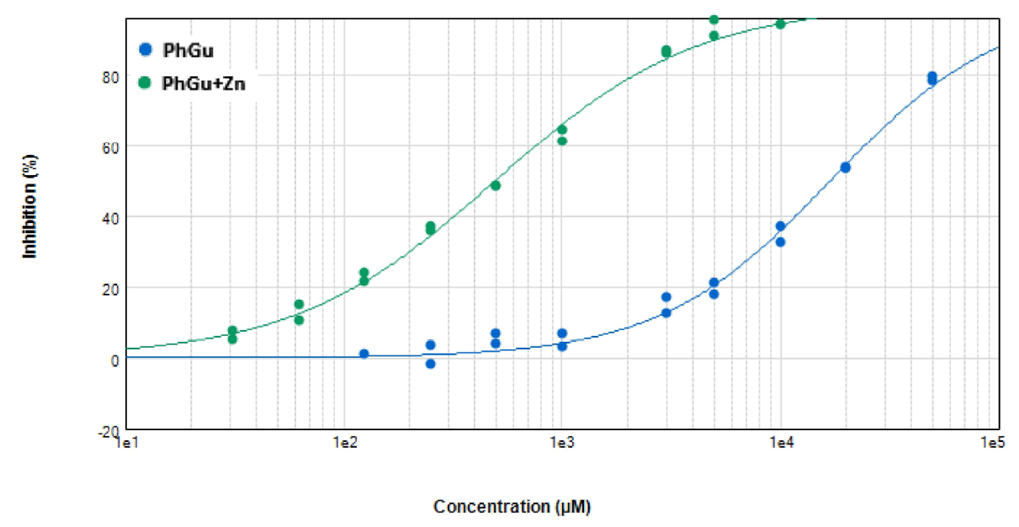 PhGu
PhGu+Zn
Inhibition (%)
80
60
40
20
0
-20
1e1
1e2
1e3
1e4
1e5
Concentration (µM)